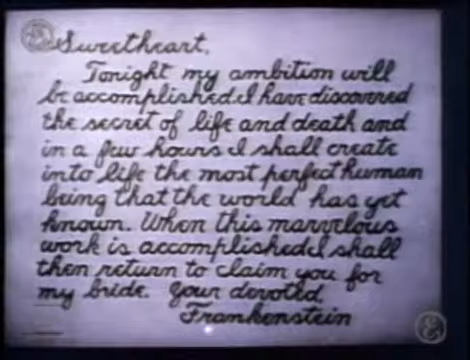 Sweetheart,
Tonight my ambition will
be accomplished I have discovered
the secret of life and death and
in a few hours I shall create
into life the most perfect human
being that the world has yet
known. When this marvelous
work is accomplished I shall
then return to claim you for
my bride. Your devoted,
Frankenstein